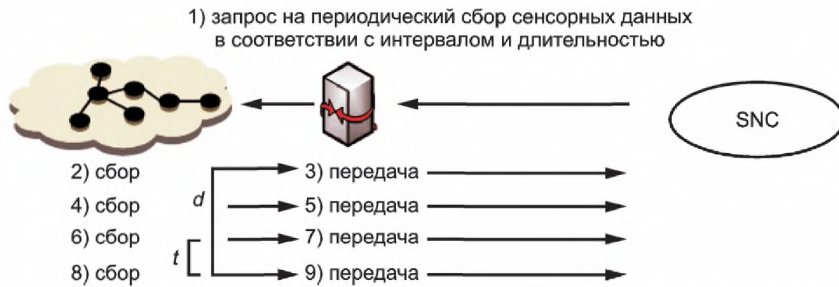 1) запрос на периодический сбор сенсорных данных
в соответствии с интервалом и длительностью
SNC
2) сбор 3) передача
d
4) сбор 5) передача
6) сбор 7) передача
t
8) сбор 9) передача